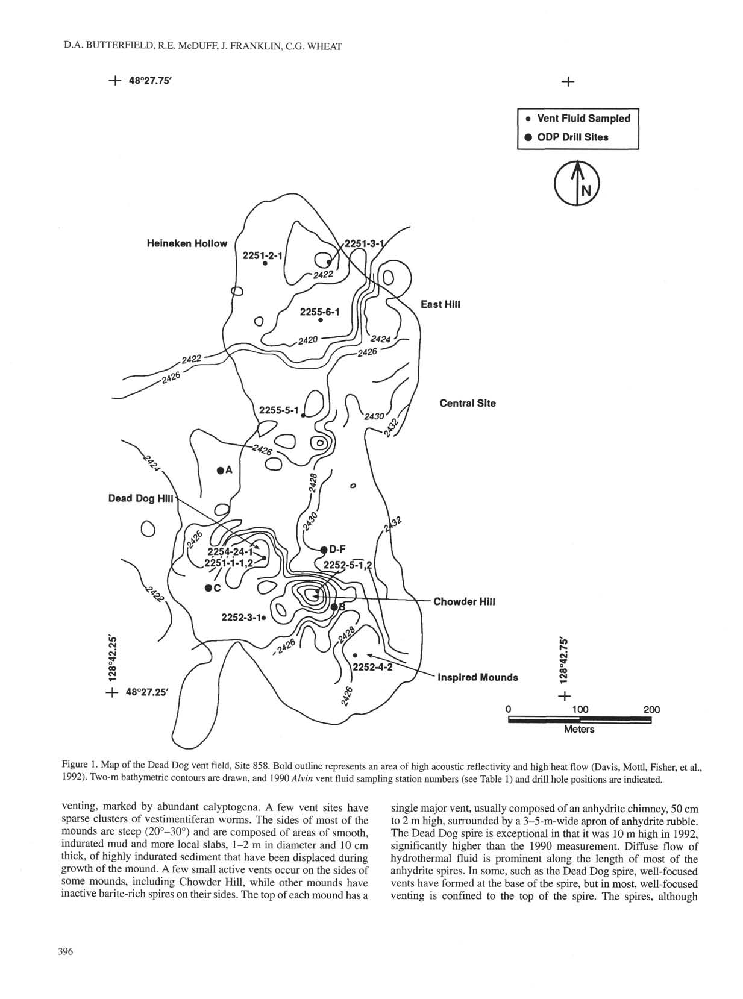 D.A. BUTTERFIELD, R.E. McDUFF, J. FRANKLIN, C.G. WHEAT
48°27.75′
Vent Fluid Sampled
ODP Drill Sites
N
Heineken Hollow
2251-3-1
2251-2-1
2422
East Hill
2255-6-1
2420
2424
2426
2422
2426
Central Site
2255-5-1
2430
2432
2426
2424
A
2428
Dead Dog Hill
2430
2432
2426
2254-24-1
D-F
2251-1-1,2
2252-5-1,2
C
2422
Chowder Hill
B
2252-3-1
2428
2426
128°42.25′
128°42.75′
2252-4-2
Inspired Mounds
48°27.25′
2426
0 100 200
Meters
Figure 1. Map of the Dead Dog vent field, Site 858. Bold outline represents an area of high acoustic reflectivity and high heat flow (Davis, Mottl, Fisher, et al.,
1992). Two-m bathymetric contours are drawn, and 1990 Alvin vent fluid sampling station numbers (see Table 1) and drill hole positions are indicated.
venting, marked by abundant calyptogena. A few vent sites have
sparse clusters of vestimentiferan worms. The sides of most of the
mounds are steep (20°–30°) and are composed of areas of smooth,
indurated mud and more local slabs, 1–2 m in diameter and 10 cm
thick, of highly indurated sediment that have been displaced during
growth of the mound. A few small active vents occur on the sides of
some mounds, including Chowder Hill, while other mounds have
inactive barite-rich spires on their sides. The top of each mound has a
single major vent, usually composed of an anhydrite chimney, 50 cm
to 2 m high, surrounded by a 3–5-m-wide apron of anhydrite rubble.
The Dead Dog spire is exceptional in that it was 10 m high in 1992,
significantly higher than the 1990 measurement. Diffuse flow of
hydrothermal fluid is prominent along the length of most of the
anhydrite spires. In some, such as the Dead Dog spire, well-focused
vents have formed at the base of the spire, but in most, well-focused
venting is confined to the top of the spire. The spires, although
396